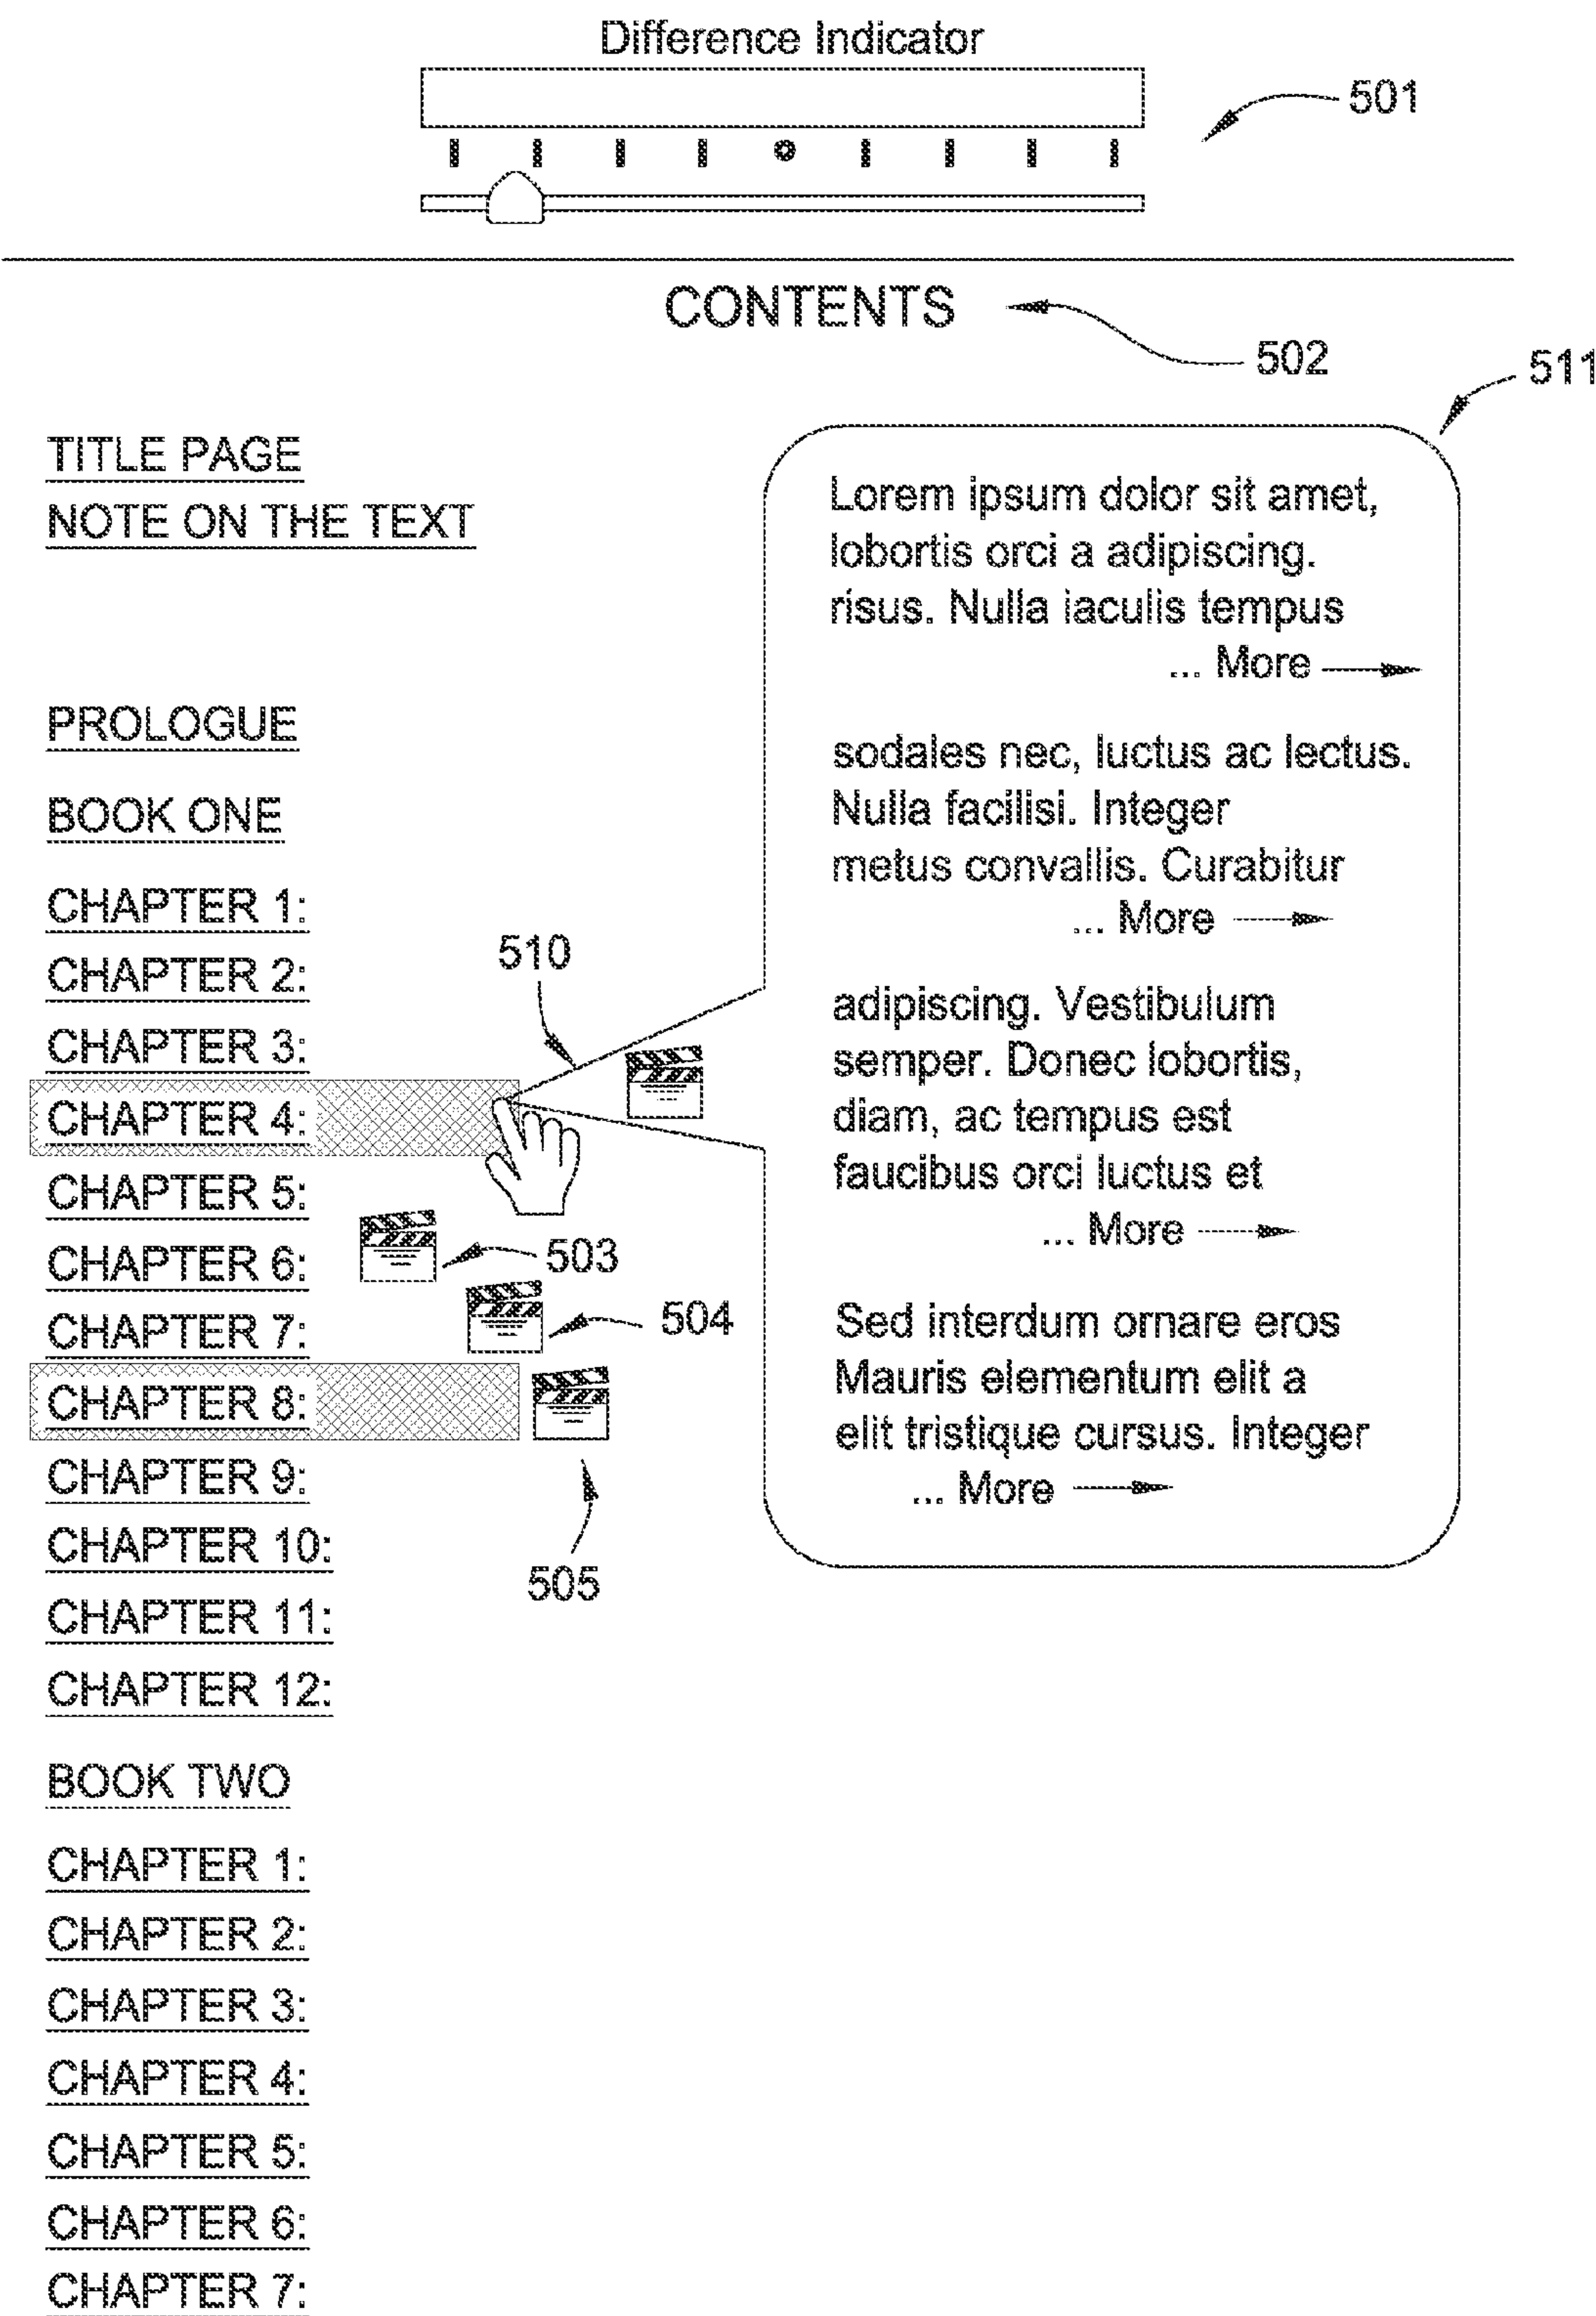 Difference Indicator
501
CONTENTS
502
511
TITLE PAGE
NOTE ON THE TEXT
PROLOGUE
BOOK ONE
CHAPTER 1:
CHAPTER 2:
CHAPTER 3:
CHAPTER 4:
CHAPTER 5:
CHAPTER 6:
CHAPTER 7:
CHAPTER 8:
CHAPTER 9:
CHAPTER 10:
CHAPTER 11:
CHAPTER 12:
BOOK TWO
CHAPTER 1:
CHAPTER 2:
CHAPTER 3:
CHAPTER 4:
CHAPTER 5:
CHAPTER 6:
CHAPTER 7:
510
503
504
505
Lorem ipsum dolor sit amet,
lobortis orci a adipiscing.
risus. Nulla iaculis tempus
... More
sodales nec, luctus ac lectus.
Nulla facilisi. Integer
metus convallis. Curabitur
... More
adipiscing. Vestibulum
semper. Donec lobortis,
diam, ac tempus est
faucibus orci luctus et
... More
Sed interdum ornare eros
Mauris elementum elit a
elit tristique cursus. Integer
... More